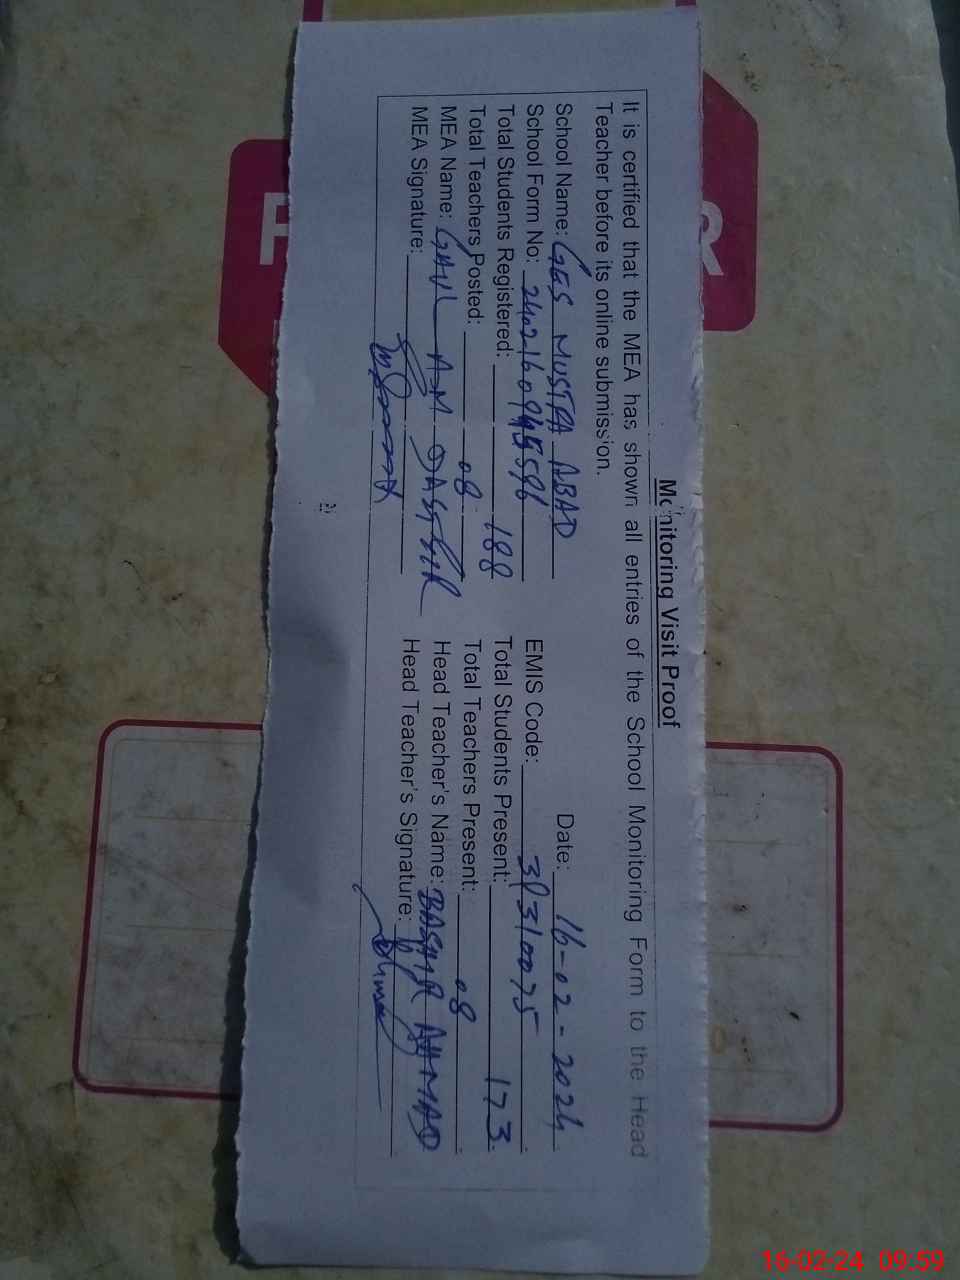 Monitoring Visit Proof
It is certified that the MEA has shown all entries of the School Monitoring Form to the Head
Teacher before its online submission.
School Name: GES MUSTFA ABAD Date: 16-02-2024
School Form No: EMIS Code:
Total Students Registered: 188 Total Students Present: 173
Total Teachers Posted: 08 Total Teachers Present: 08
MEA Name: Head Teacher's Name: BASHIR AHMAD
MEA Signature: Head Teacher's Signature:
R
16-02-24 09:59